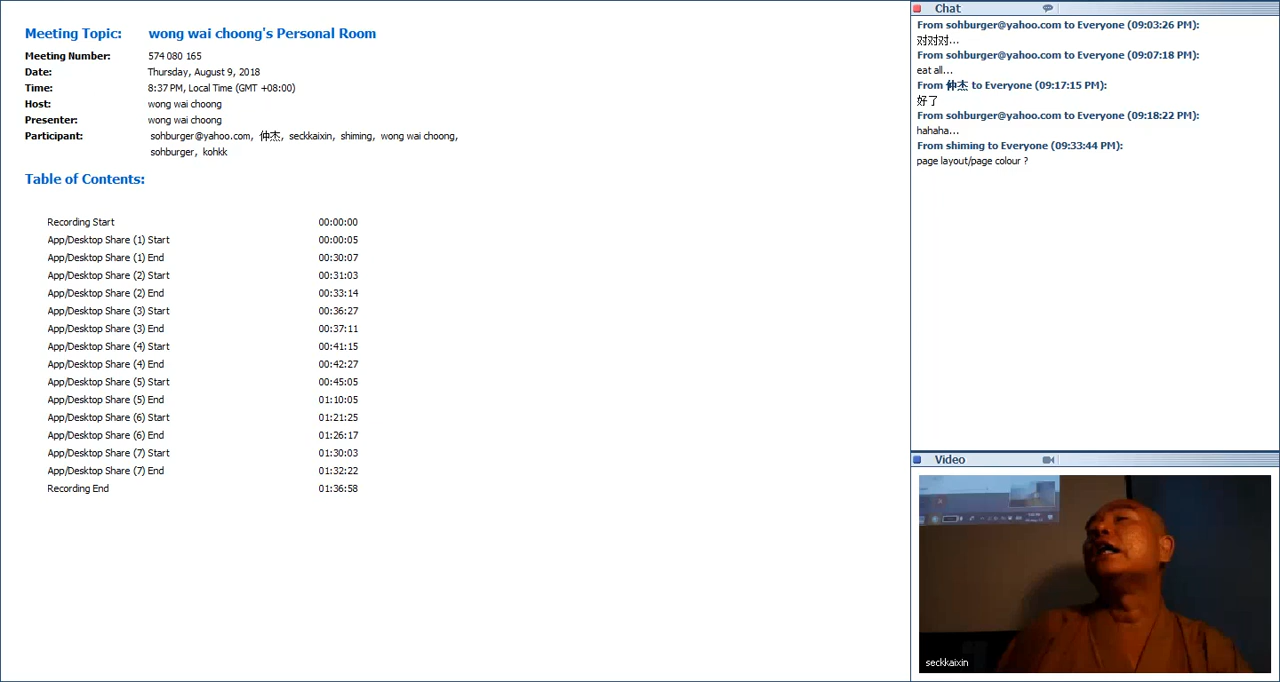 Meeting Topic: wong wai choong's Personal Room
Meeting Number: 574 080 165
Date: Thursday, August 9, 2018
Time: 8:37 PM, Local Time (GMT +08:00)
Host: wong wai choong
Presenter: wong wai choong
Participant: sohburger@yahoo.com, 仲杰, seckkaixin, shiming, wong wai choong,
sohburger, kohkk
Table of Contents:
Recording Start 00:00:00
App/Desktop Share (1) Start 00:00:05
App/Desktop Share (1) End 00:30:07
App/Desktop Share (2) Start 00:31:03
App/Desktop Share (2) End 00:33:14
App/Desktop Share (3) Start 00:36:27
App/Desktop Share (3) End 00:37:11
App/Desktop Share (4) Start 00:41:15
App/Desktop Share (4) End 00:42:27
App/Desktop Share (5) Start 00:45:05
App/Desktop Share (5) End 01:10:05
App/Desktop Share (6) Start 01:21:25
App/Desktop Share (6) End 01:26:17
App/Desktop Share (7) Start 01:30:03
App/Desktop Share (7) End 01:32:22
Recording End 01:36:58
Chat
From sohburger@yahoo.com to Everyone (09:03:26 PM):
对对对...
From sohburger@yahoo.com to Everyone (09:07:18 PM):
eat all...
From 仲杰 to Everyone (09:17:15 PM):
好了
From sohburger@yahoo.com to Everyone (09:18:22 PM):
hahaha...
From shiming to Everyone (09:33:44 PM):
page layout/page colour ?
Video
seckkaixin